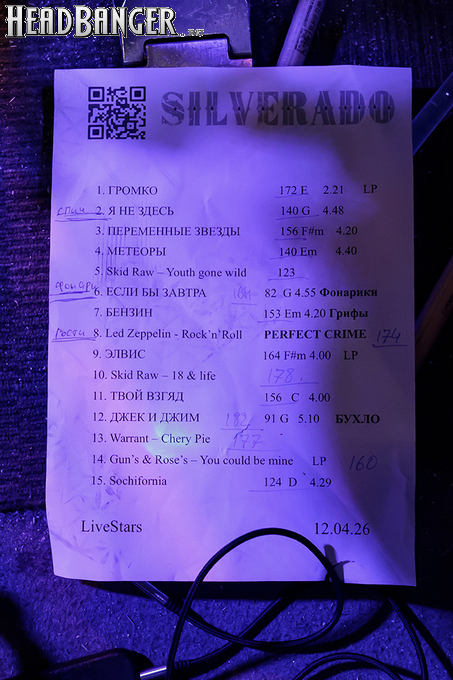 HEADBANGER
SILVERADO
1. ГРОМКО 172 E 2.21 LP
спич 2. Я НЕ ЗДЕСЬ 140 G 4.48
3. ПЕРЕМЕННЫЕ ЗВЕЗДЫ 156 F#m 4.20
4. МЕТЕОРЫ 140 Em 4.40
5. Skid Raw – Youth gone wild 123
фонари 6. ЕСЛИ БЫ ЗАВТРА 82 G 4.55 Фонарики
7. БЕНЗИН 153 Em 4.20 Грифы
гости 8. Led Zeppelin - Rock'n'Roll PERFECT CRIME 174
9. ЭЛВИС 164 F#m 4.00 LP
10. Skid Raw – 18 & life 178.
11. ТВОЙ ВЗГЛЯД 156 C 4.00
12. ДЖЕК И ДЖИМ 182 91 G 5.10 БУХЛО
13. Warrant – Chery Pie 177
14. Gun's & Rose's – You could be mine LP 160
15. Sochifornia 124 D 4.29
LiveStars 12.04.26